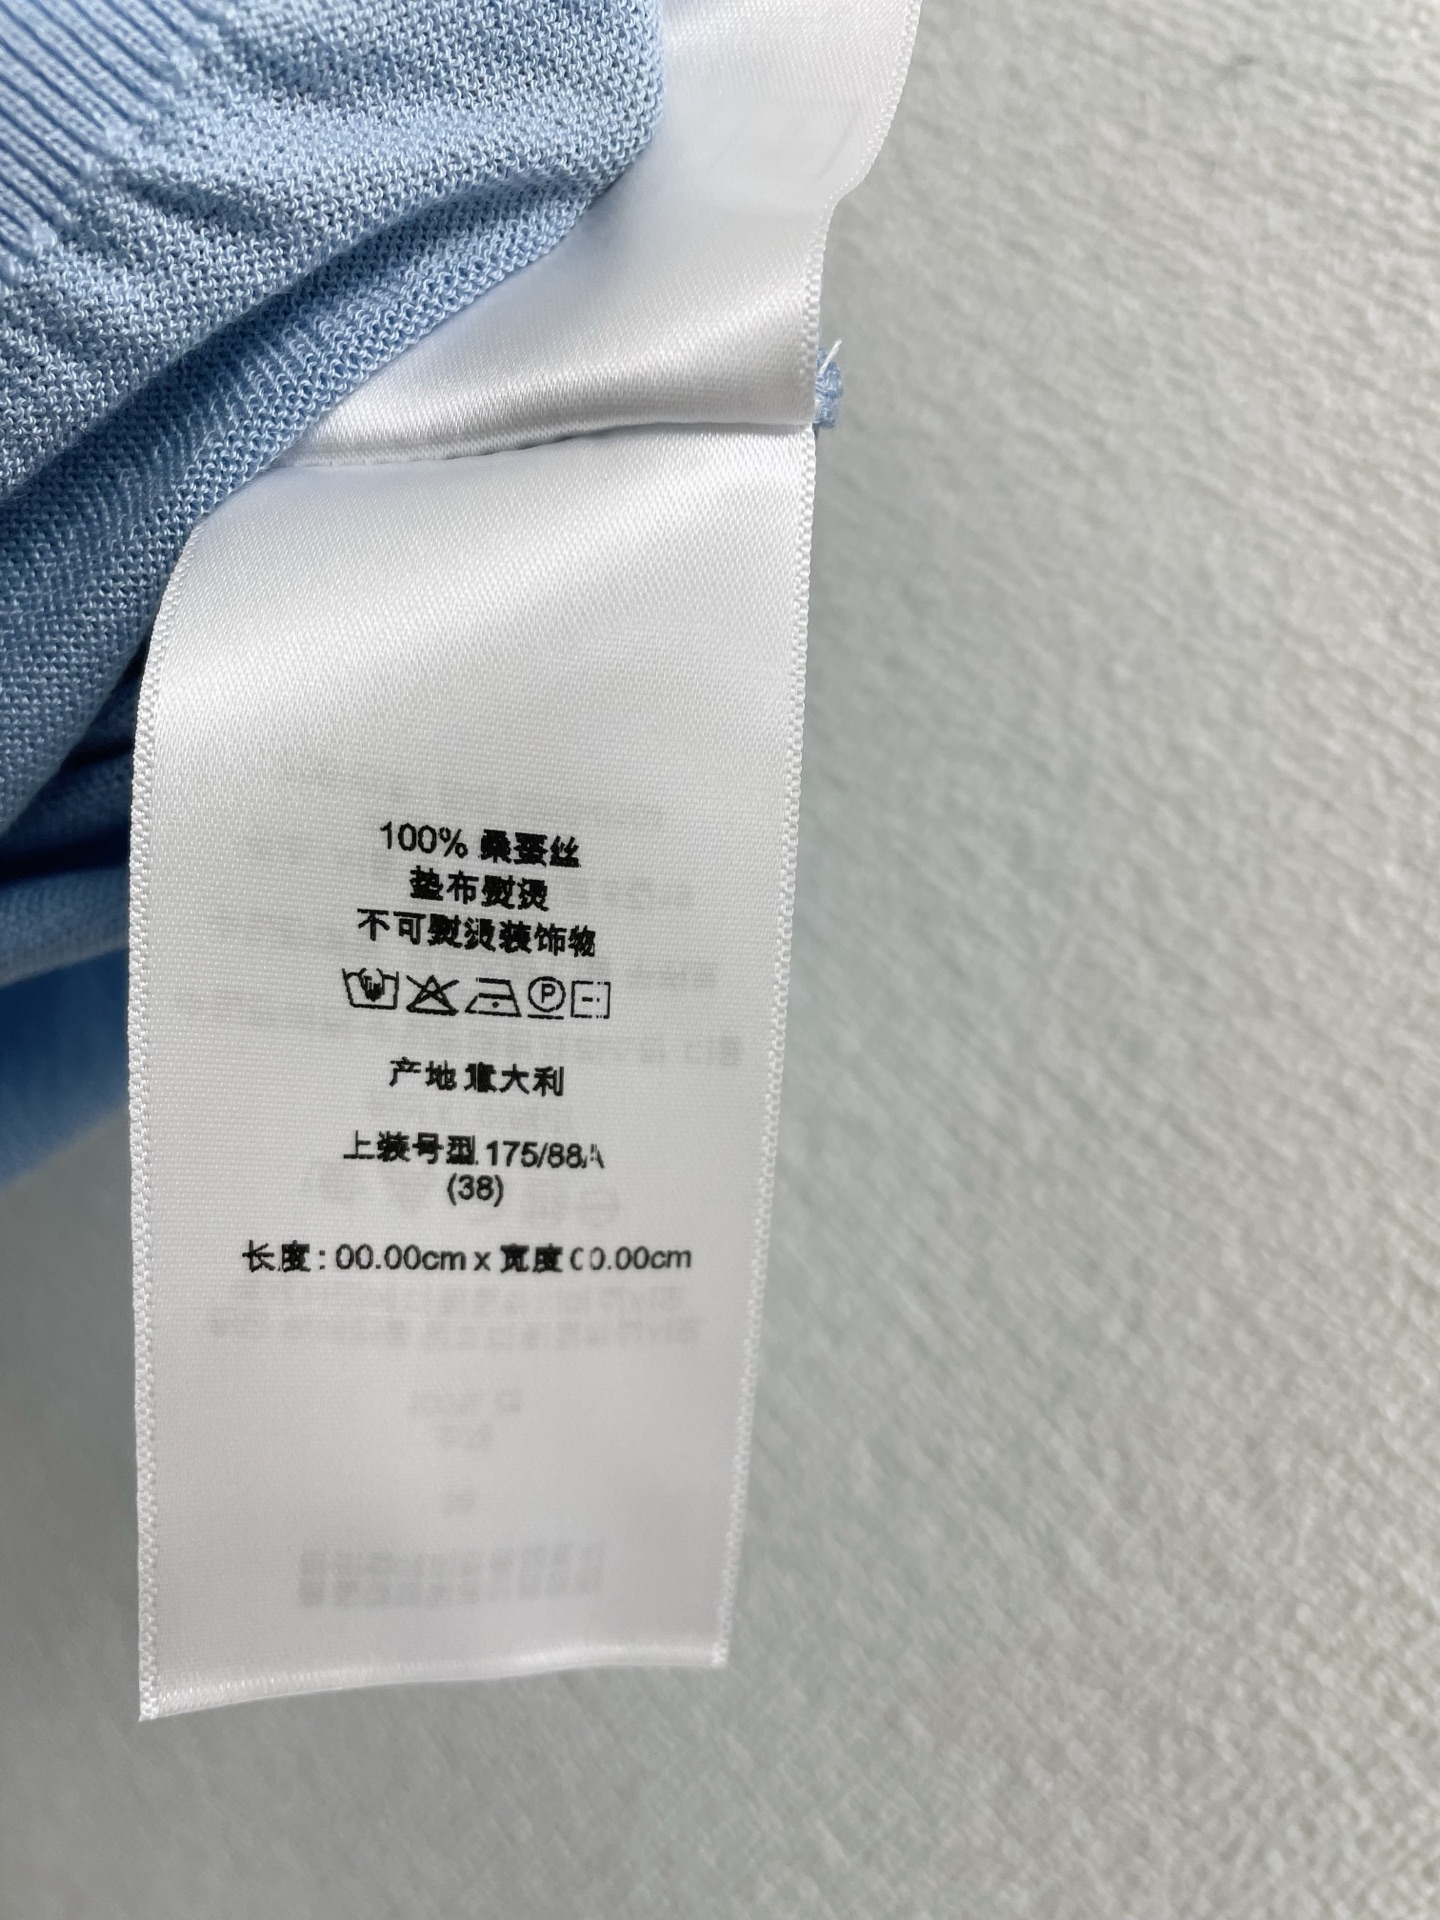 100% 桑蚕丝
垫布熨烫
不可熨烫装饰物
P
产地 意大利
上装号型 175/88A
(38)
长度: 00.00cm x 宽度 00.00cm